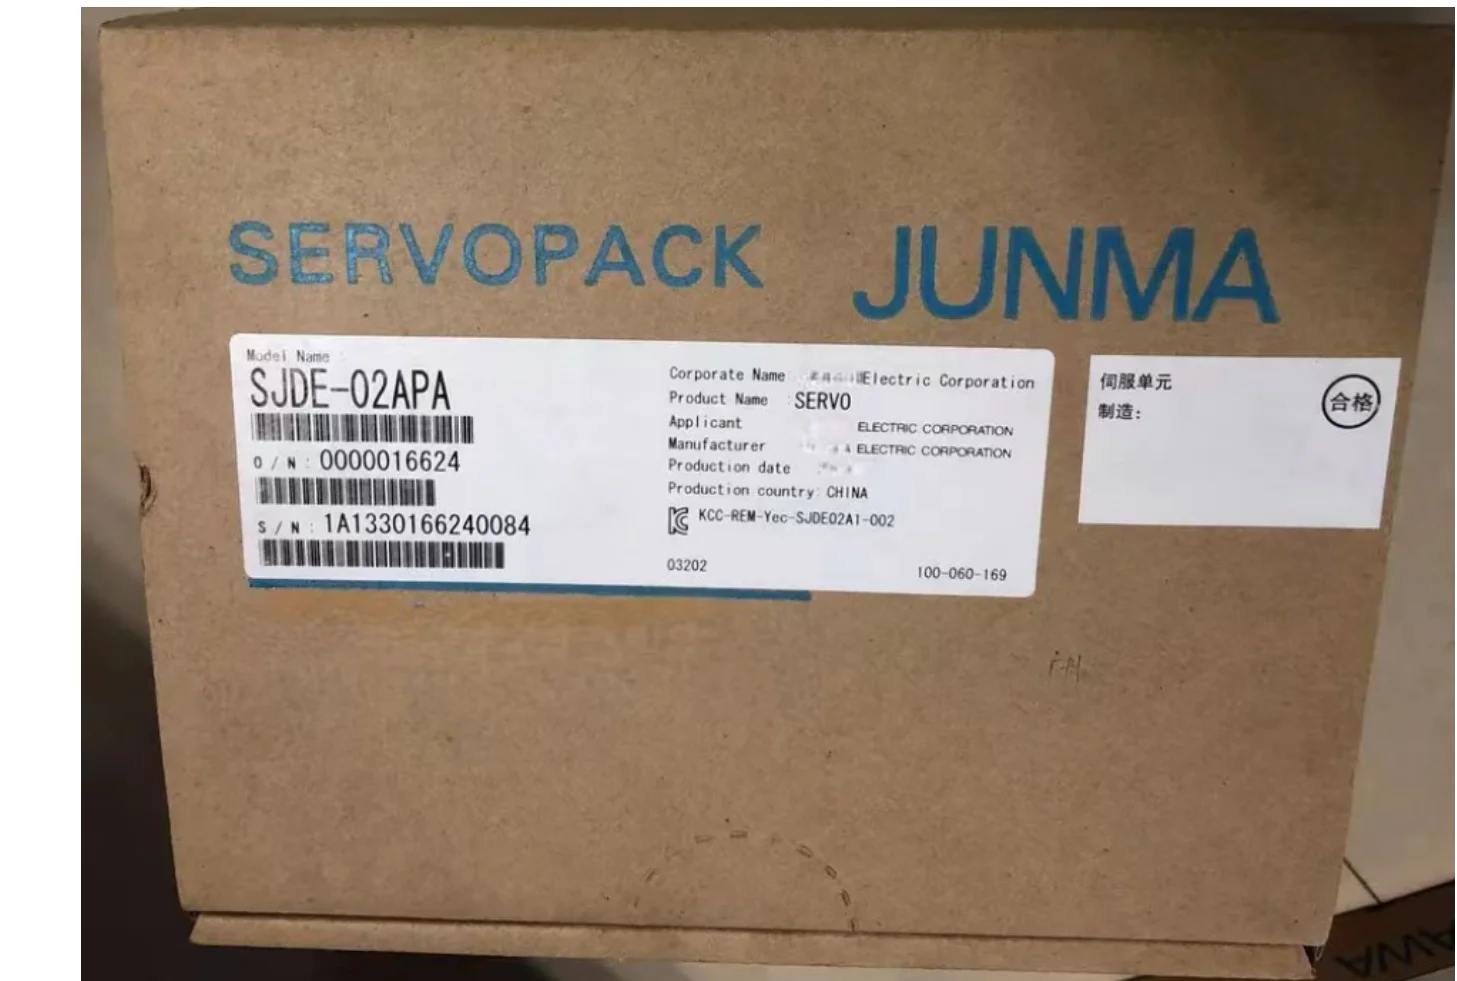 SERVOPACK JUNMA
Model Name :
SJDE-02APA
O / N : 0000016624
S / N : 1A1330166240084
Corporate Name Electric Corporation
Product Name : SERVO
Applicant ELECTRIC CORPORATION
Manufacturer ELECTRIC CORPORATION
Production date
Production country: CHINA
KCC-REM-Yec-SJDE02A1-002
03202 100-060-169
伺服单元
制造:
合格